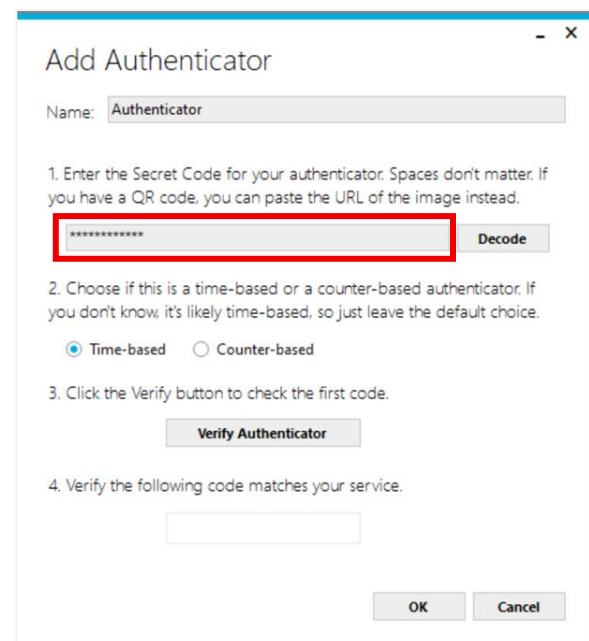 Add Authenticator
Name: Authenticator
1. Enter the Secret Code for your authenticator. Spaces don't matter. If
you have a QR code, you can paste the URL of the image instead.
************ Decode
2. Choose if this is a time-based or a counter-based authenticator. If
you don't know, it's likely time-based, so just leave the default choice.
Time-based Counter-based
3. Click the Verify button to check the first code.
Verify Authenticator
4. Verify the following code matches your service.
OK Cancel